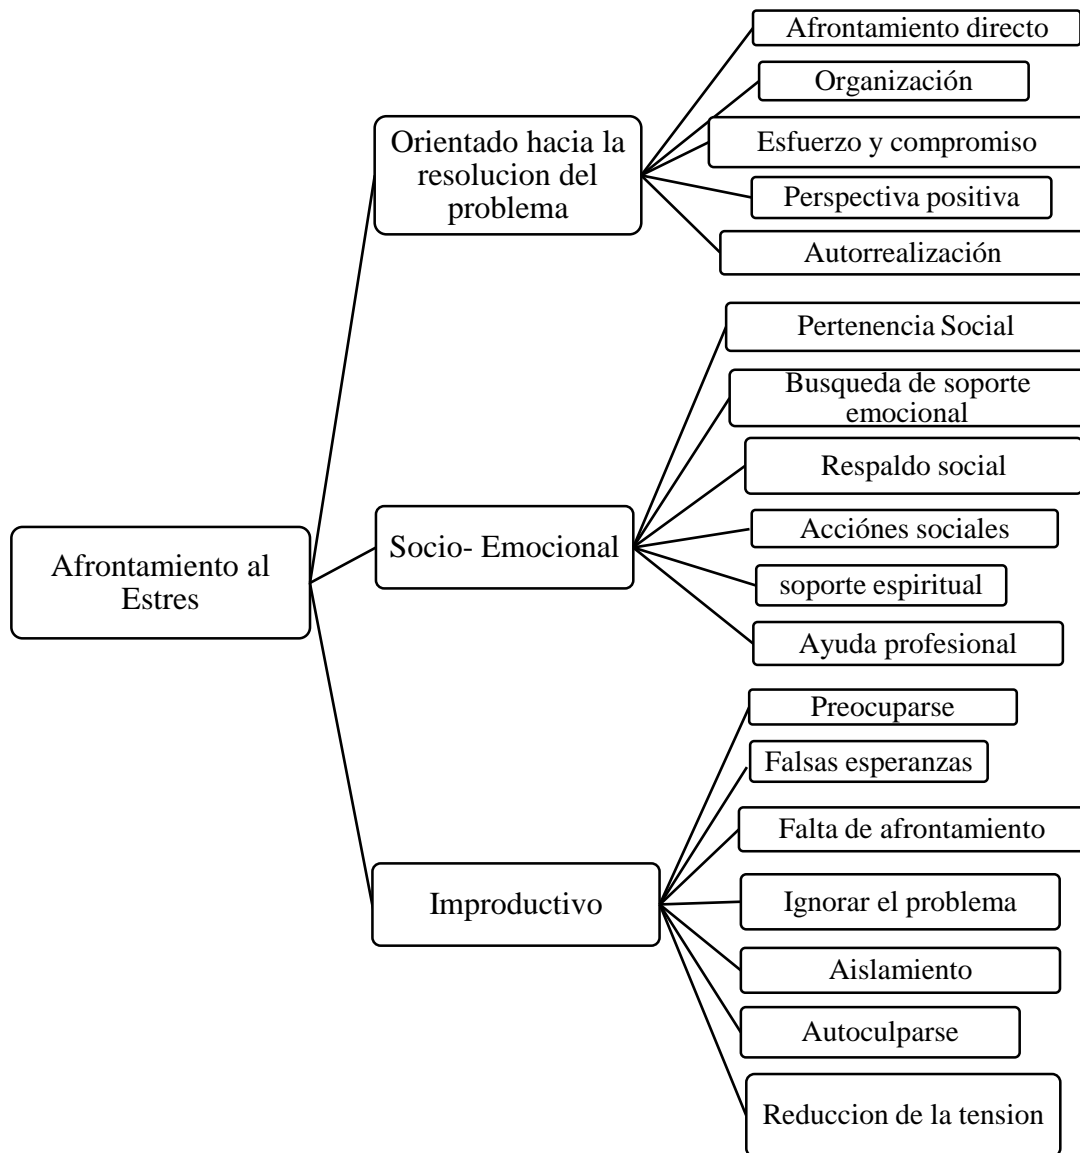 Afrontamiento directo
Organización
Orientado hacia la
resolucion del
problema
Esfuerzo y compromiso
Perspectiva positiva
Autorrealización
Pertenencia Social
Busqueda de soporte
emocional
Respaldo social
Afrontamiento al
Estres
Socio- Emocional
Acciónes sociales
soporte espiritual
Ayuda profesional
Preocuparse
Falsas esperanzas
Falta de afrontamiento
Improductivo
Ignorar el problema
Aislamiento
Autoculparse
Reduccion de la tension